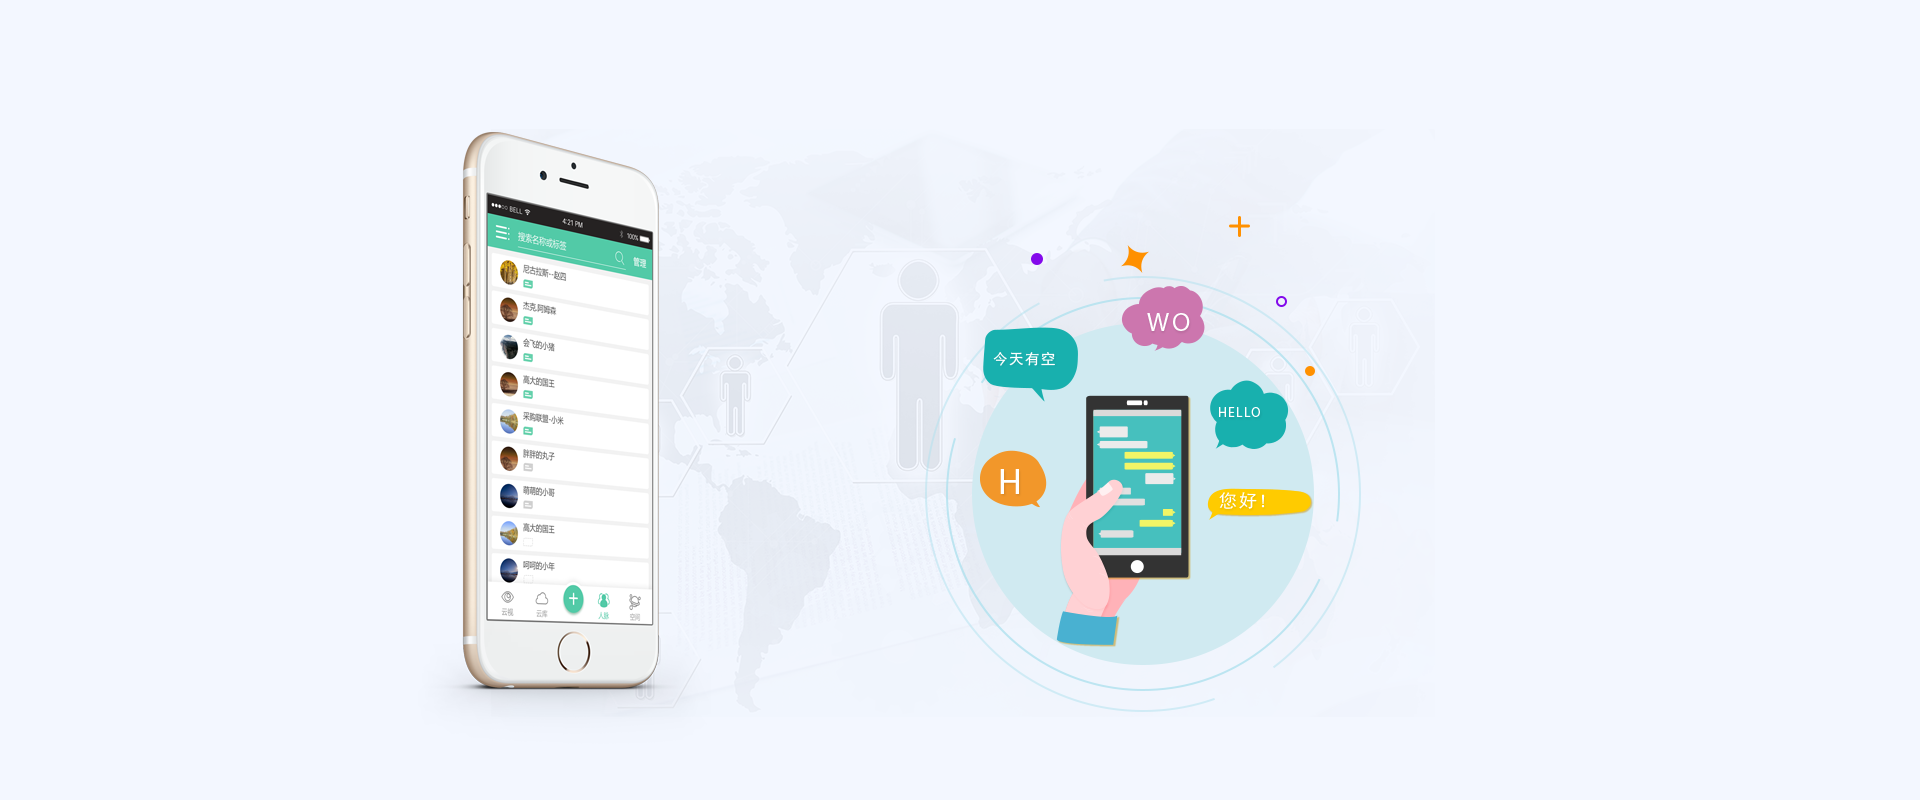 BELL
4:21 PM
100%
搜索名称或标签
管理
尼古拉斯··赵四
杰克.阿姆森
会飞的小猪
高大的国王
采购联盟-小米
胖胖的丸子
萌萌的小哥
高大的国王
呵呵的小年
云视
云库
人脉
空间
WO
今天有空
HELLO
H
您好!